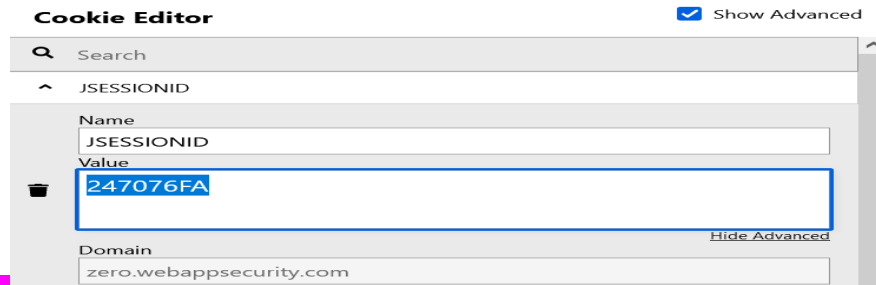 Cookie Editor
Show Advanced
Search
JSESSIONID
Name
JSESSIONID
Value
247076FA
Hide Advanced
Domain
zero.webappsecurity.com